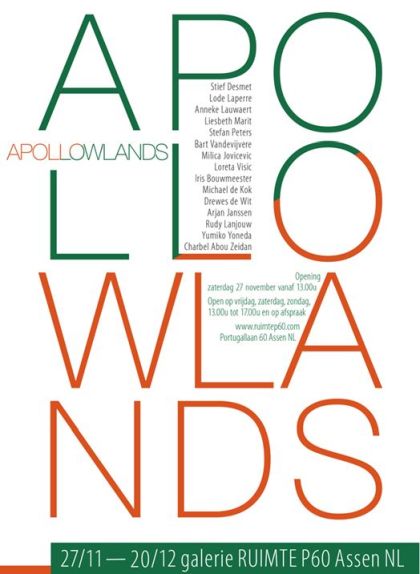 APO
Stief Desmet
Lode Laperre
Anneke Lauwaert
Liesbeth Marit
Stefan Peters
Bart Vandevijvere
Milica Jovicevic
Loreta Visic
Iris Bouwmeester
Michael de Kok
Drewes de Wit
Arjan Janssen
Rudy Lanjouw
Yumiko Yoneda
Charbel Abou Zeidan
APOLLOWLANDS
LLO
Opening
zaterdag 27 november vanaf 13.00u
Open op vrijdag, zaterdag, zondag,
13.00u tot 17.00u en op afspraak
www.ruimtep60.com
Portugallaan 60 Assen NL
WLA
NDS
27/11 — 20/12 galerie RUIMTE P60 Assen NL